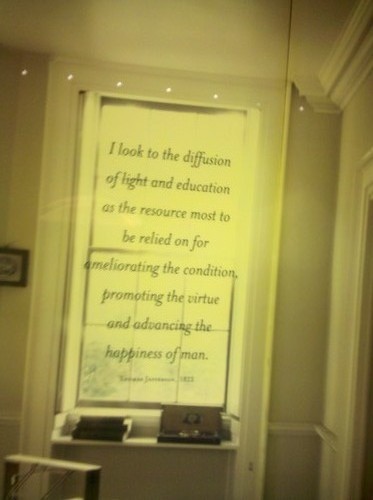 I look to the diffusion
of light and education
as the resource most to
be relied on for
ameliorating the condition,
promoting the virtue
and advancing the
happiness of man.
Thomas Jefferson, 1822